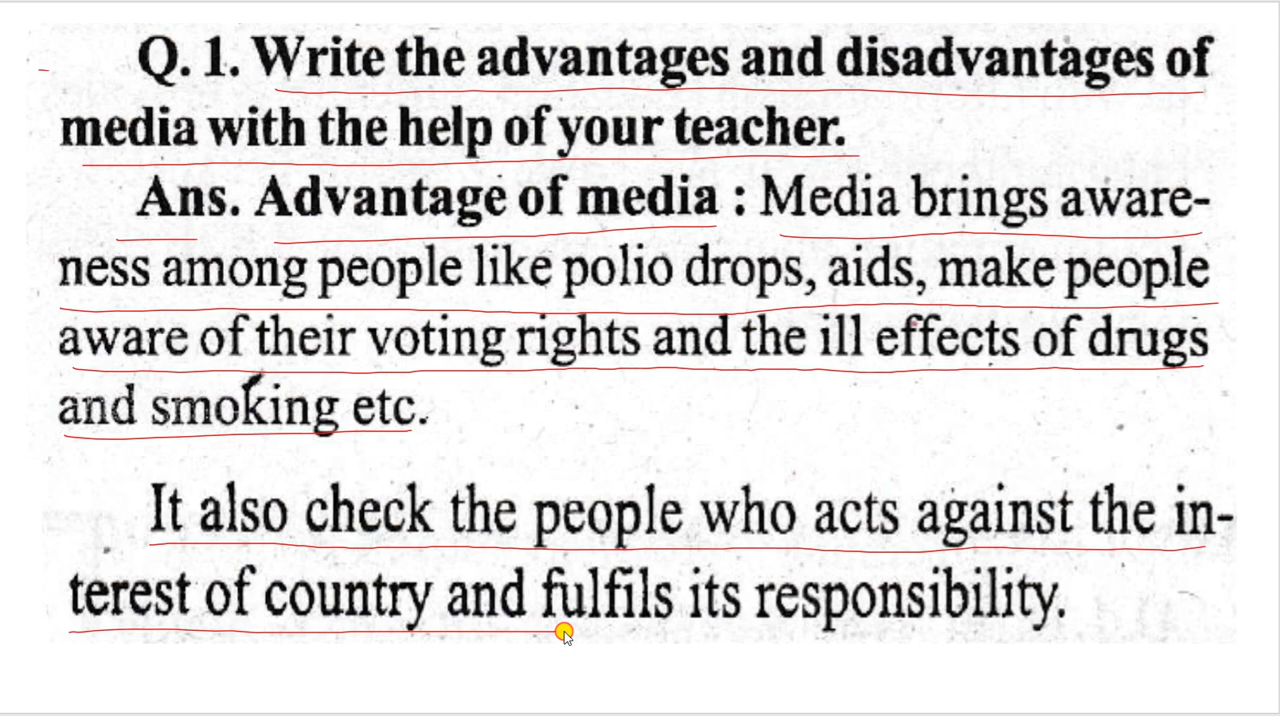 Q. 1. Write the advantages and disadvantages of
media with the help of your teacher.
Ans. Advantage of media : Media brings aware-
ness among people like polio drops, aids, make people
aware of their voting rights and the ill effects of drugs
and smoking etc.
It also check the people who acts against the in-
terest of country and fulfils its responsibility.